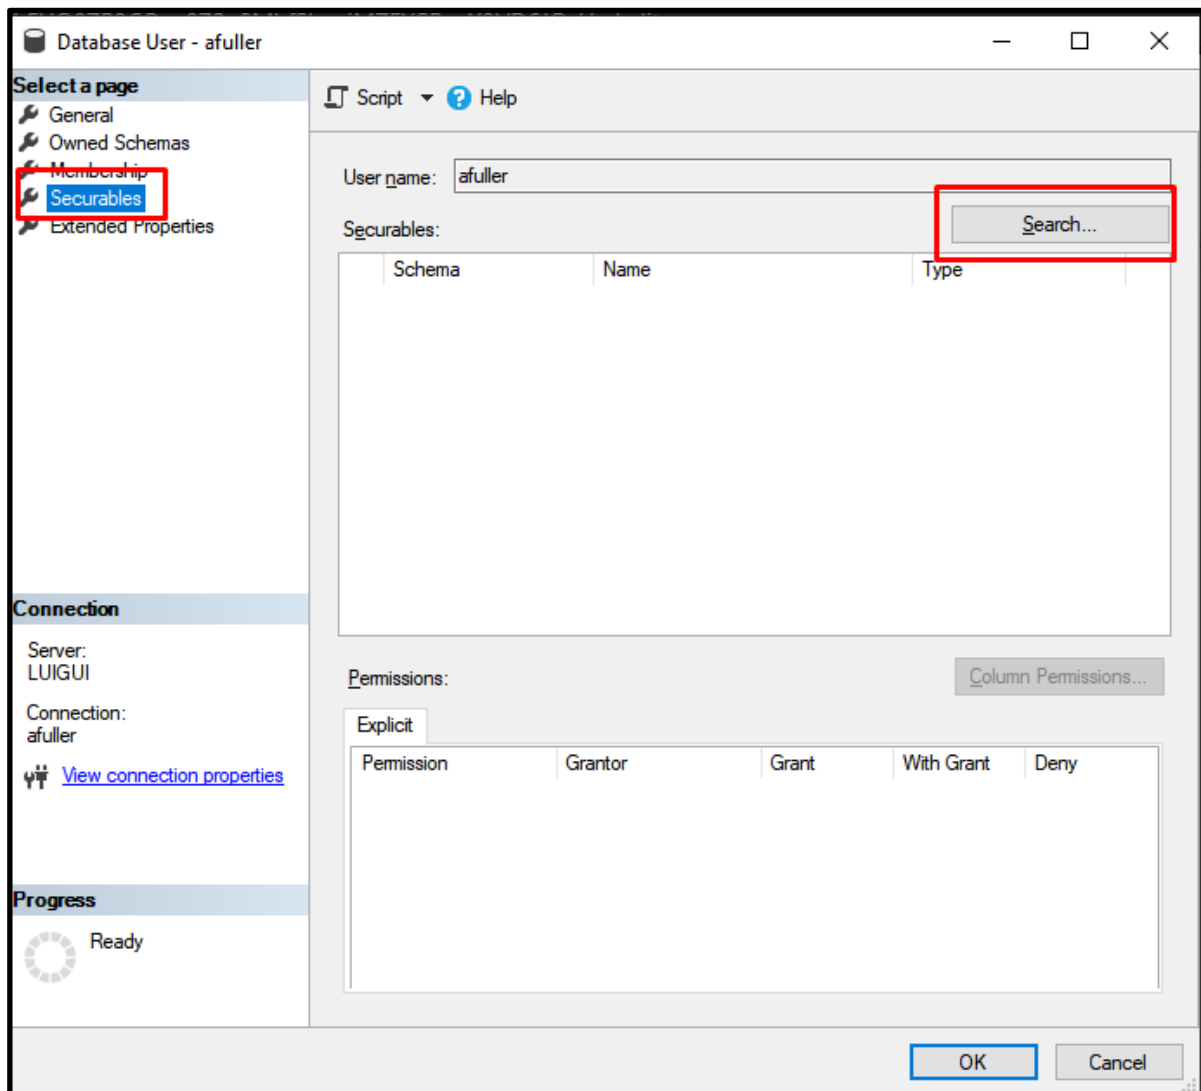 Database User - afuller
Select a page
General
Owned Schemas
Membership
Securables
Extended Properties
Script Help
User name: afuller
Securables:
Search...
Schema Name Type
Connection
Server:
LUIGUI
Connection:
afuller
View connection properties
Permissions:
Column Permissions...
Explicit
Permission Grantor Grant With Grant Deny
Progress
Ready
OK Cancel